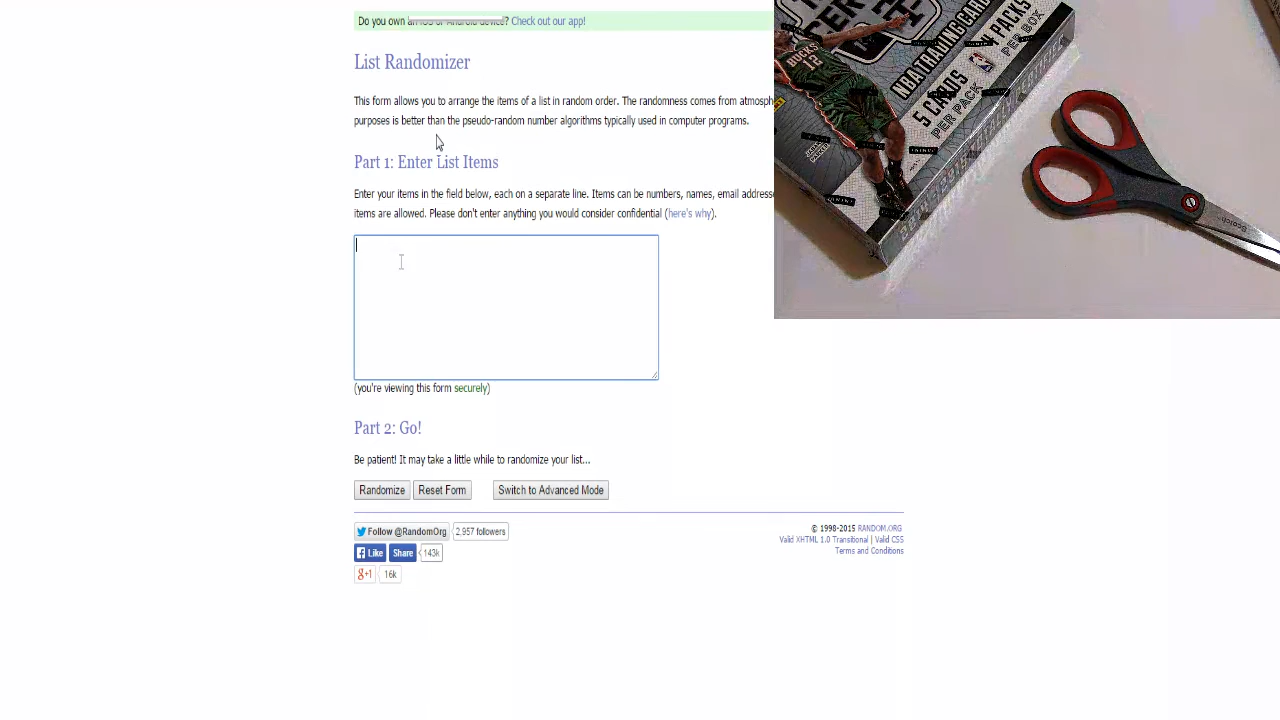 Do you own an iOS or Android device? Check out our app!
List Randomizer
This form allows you to arrange the items of a list in random order. The randomness comes from atmosph
purposes is better than the pseudo-random number algorithms typically used in computer programs.
Part 1: Enter List Items
Enter your items in the field below, each on a separate line. Items can be numbers, names, email addresse
items are allowed. Please don't enter anything you would consider confidential (here's why).
(you're viewing this form securely)
Part 2: Go!
Be patient! It may take a little while to randomize your list...
Randomize Reset Form Switch to Advanced Mode
Follow @RandomOrg 2,957 followers
Like Share 143k
g+1 16k
© 1998-2015 RANDOM.ORG
Valid XHTML 1.0 Transitional | Valid CSS
Terms and Conditions
BUCKS
12
NBA TRADING CARD
5 CARDS
PER PACK
PACKS
PER BOX
Scotch